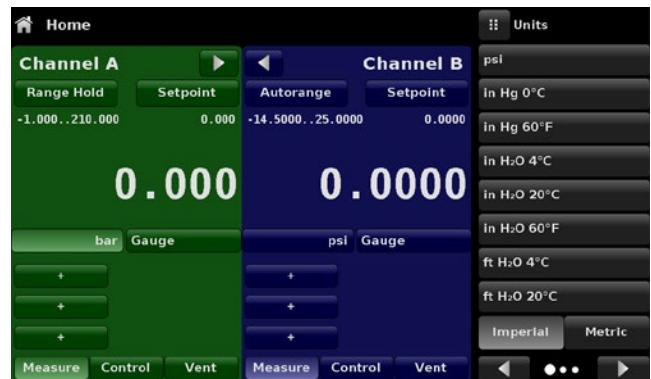 Home
Channel A
Range Hold Setpoint
-1.000..210.000 0.000
0.000
bar Gauge
+
+
+
Measure Control Vent
Channel B
Autorange Setpoint
-14.5000..25.0000 0.0000
0.0000
psi Gauge
+
+
+
Measure Control Vent
Units
psi
in Hg 0°C
in Hg 60°F
in H₂O 4°C
in H₂O 20°C
in H₂O 60°F
ft H₂O 4°C
ft H₂O 20°C
Imperial Metric